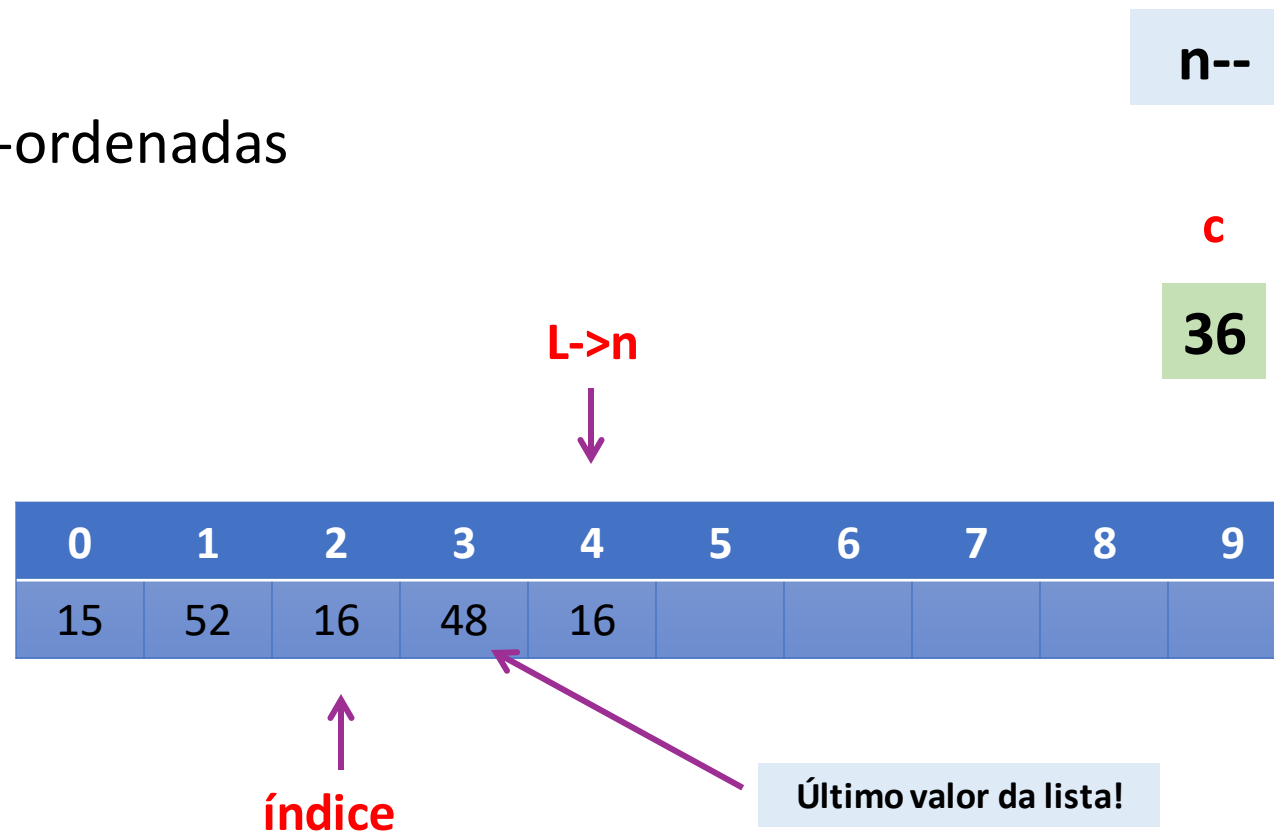 n--
-ordenadas
c
36
L->n
0 1 2 3 4 5 6 7 8 9
15 52 16 48 16
índice
Último valor da lista!